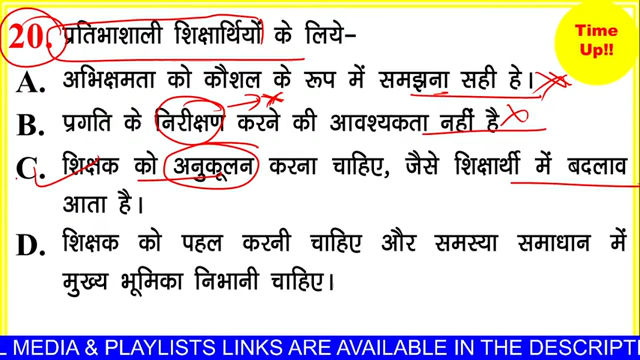 20. प्रतिभाशाली शिक्षार्थियों के लिये–
Time Up!!
A. अभिक्षमता को कौशल के रूप में समझना सही हे।
B. प्रगति के निरीक्षण करने की आवश्यकता नहीं है
C. शिक्षक को अनुकूलन करना चाहिए, जैसे शिक्षार्थी में बदलाव
आता है।
D. शिक्षक को पहल करनी चाहिए और समस्या समाधान में
मुख्य भूमिका निभानी चाहिए।
L MEDIA & PLAYLISTS LINKS ARE AVAILABLE IN THE DESCRIPT